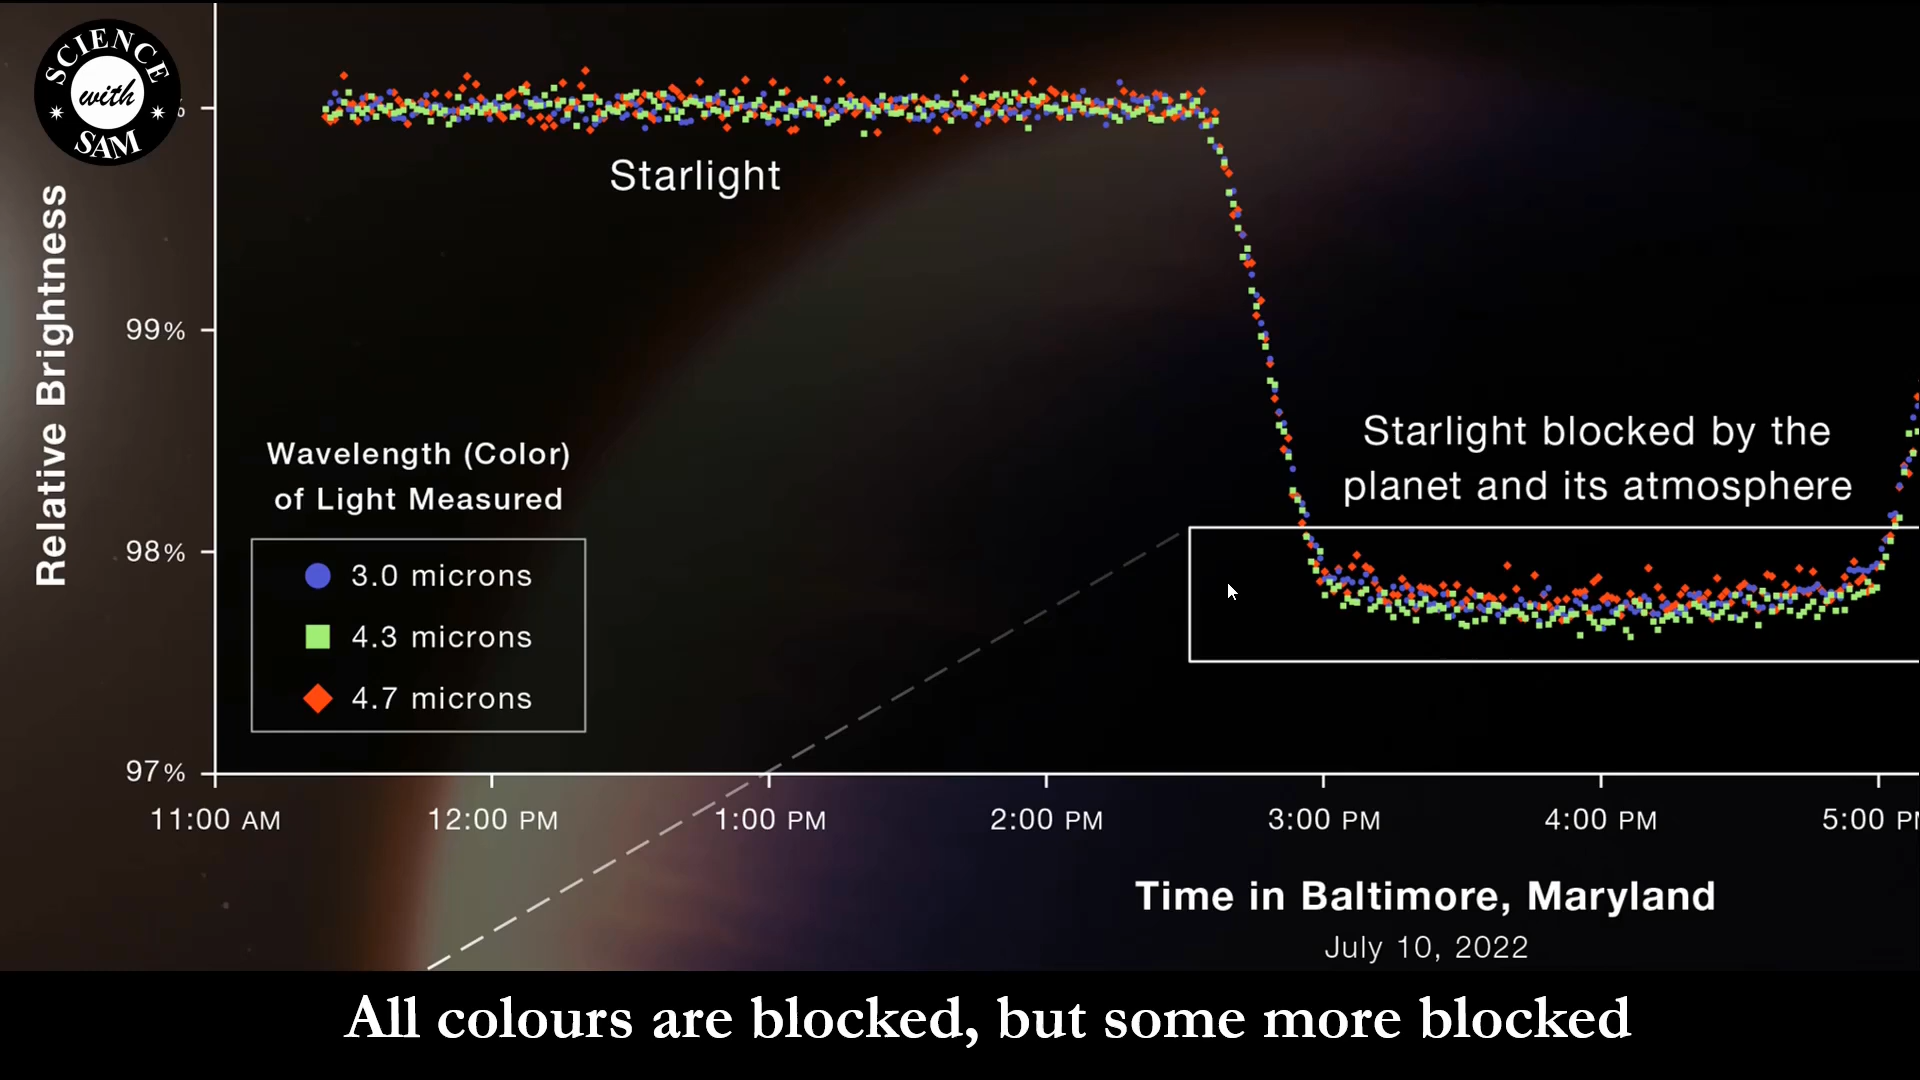 SCIENCE
with
SAM
%
Starlight
Relative Brightness
99%
98%
97%
Wavelength (Color)
of Light Measured
3.0 microns
4.3 microns
4.7 microns
Starlight blocked by the
planet and its atmosphere
11:00 AM 12:00 PM 1:00 PM 2:00 PM 3:00 PM 4:00 PM 5:00 PM
Time in Baltimore, Maryland
July 10, 2022
All colours are blocked, but some more blocked